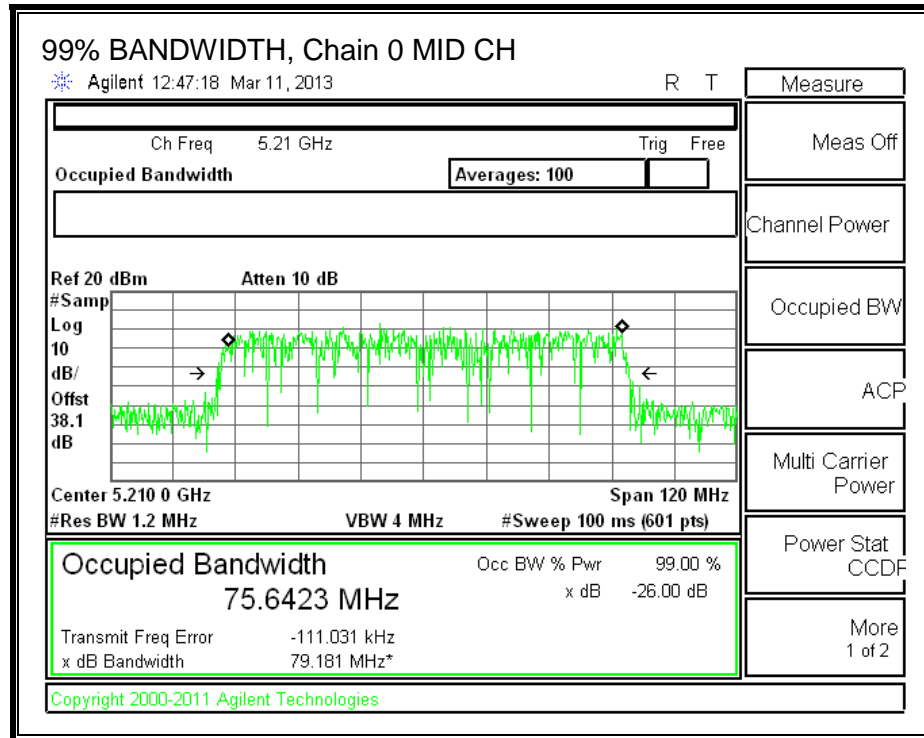 99% BANDWIDTH, Chain 0 MID CH
Agilent 12:47:18 Mar 11, 2013 R T
Measure
Ch Freq 5.21 GHz Trig Free
Meas Off
Occupied Bandwidth Averages: 100
Channel Power
Ref 20 dBm Atten 10 dB
#Samp
Log
10
dB/
Offst
38.1
dB
Occupied BW
ACP
Multi Carrier
Power
Center 5.210 0 GHz Span 120 MHz
#Res BW 1.2 MHz VBW 4 MHz #Sweep 100 ms (601 pts)
Power Stat
CCDF
Occupied Bandwidth Occ BW % Pwr 99.00 %
75.6423 MHz x dB -26.00 dB
Transmit Freq Error -111.031 kHz
x dB Bandwidth 79.181 MHz*
More
1 of 2
Copyright 2000-2011 Agilent Technologies